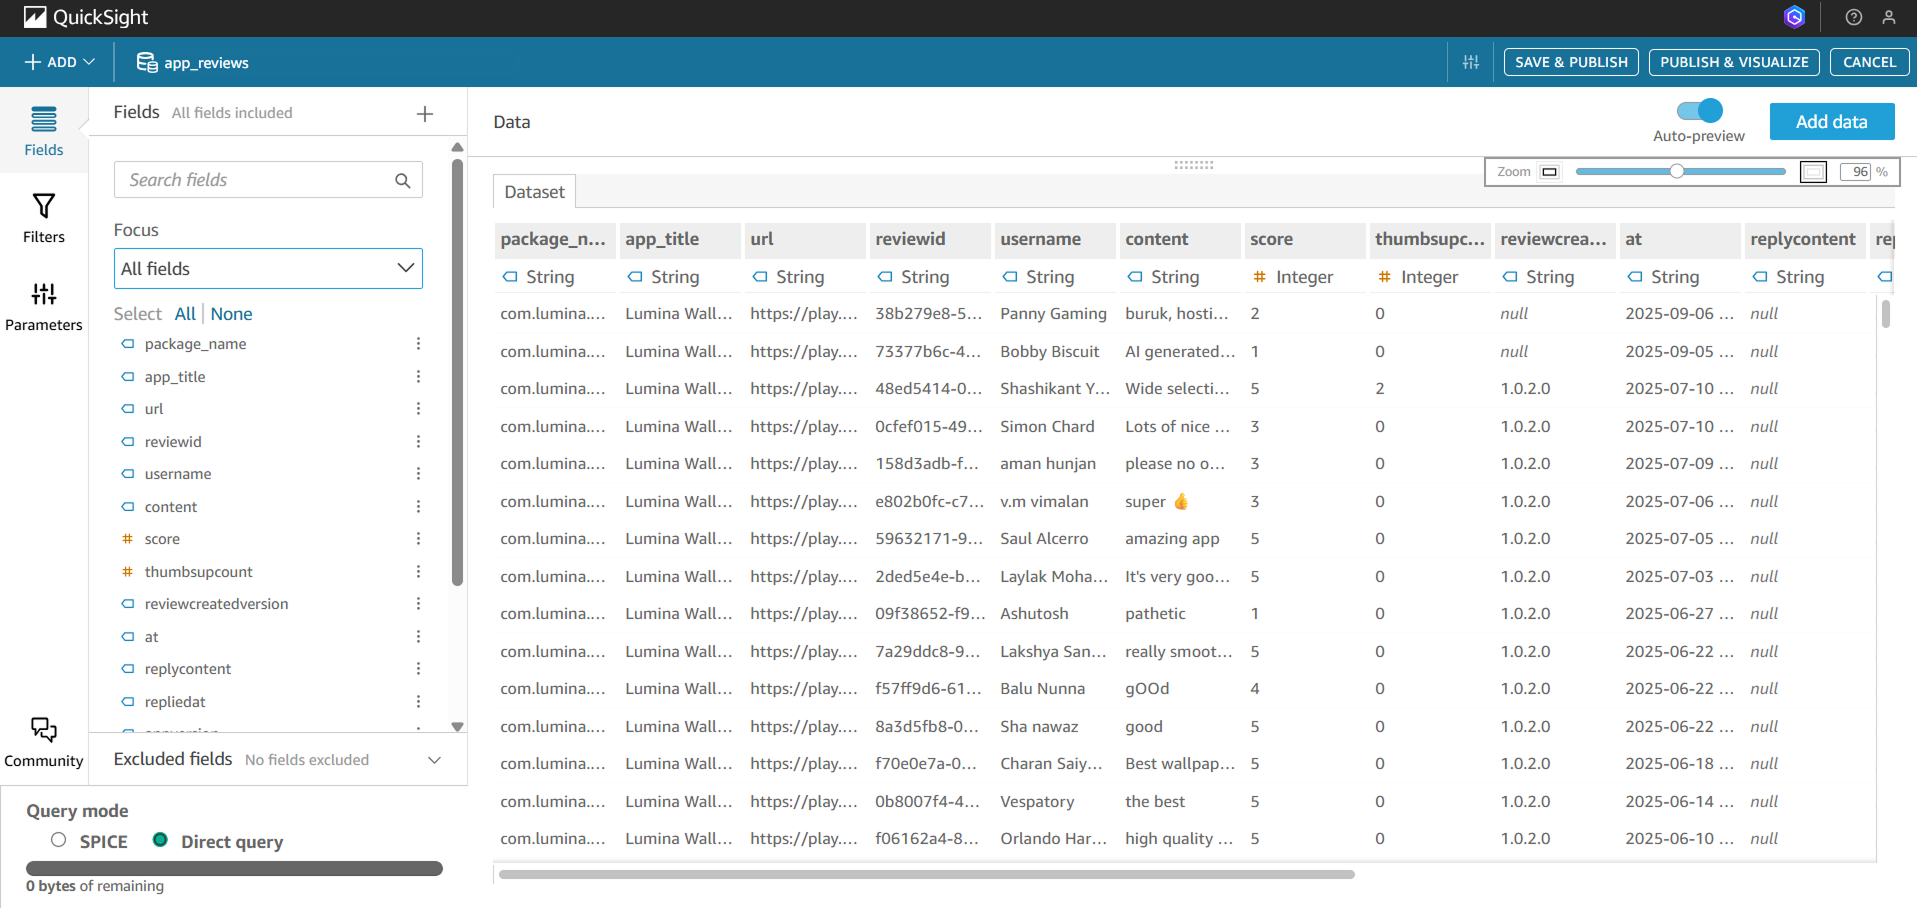 QuickSight
ADD
app_reviews
SAVE & PUBLISH
PUBLISH & VISUALIZE
CANCEL
Fields
Filters
Parameters
Community
Fields All fields included
Search fields
Focus
All fields
Select All None
package_name
app_title
url
reviewid
username
content
score
thumbsupcount
reviewcreatedversion
at
replycontent
repliedat
Excluded fields No fields excluded
Query mode
SPICE Direct query
0 bytes of remaining
Data
Auto-preview
Add data
Zoom 96 %
Dataset
package_n... app_title url reviewid username content score thumbsupc... reviewcrea... at replycontent rep
String String String String String String Integer Integer String String String
com.lumina.... Lumina Wall... https://play.... 38b279e8-5... Panny Gaming buruk, hosti... 2 0 null 2025-09-06 ... null
com.lumina.... Lumina Wall... https://play.... 73377b6c-4... Bobby Biscuit AI generated... 1 0 null 2025-09-05 ... null
com.lumina.... Lumina Wall... https://play.... 48ed5414-0... Shashikant Y... Wide selecti... 5 2 1.0.2.0 2025-07-10 ... null
com.lumina.... Lumina Wall... https://play.... 0cfef015-49... Simon Chard Lots of nice ... 3 0 1.0.2.0 2025-07-10 ... null
com.lumina.... Lumina Wall... https://play.... 158d3adb-f... aman hunjan please no o... 3 0 1.0.2.0 2025-07-09 ... null
com.lumina.... Lumina Wall... https://play.... e802b0fc-c7... v.m vimalan super 👍 3 0 1.0.2.0 2025-07-06 ... null
com.lumina.... Lumina Wall... https://play.... 59632171-9... Saul Alcerro amazing app 5 0 1.0.2.0 2025-07-05 ... null
com.lumina.... Lumina Wall... https://play.... 2ded5e4e-b... Laylak Moha... It's very goo... 5 0 1.0.2.0 2025-07-03 ... null
com.lumina.... Lumina Wall... https://play.... 09f38652-f9... Ashutosh pathetic 1 0 1.0.2.0 2025-06-27 ... null
com.lumina.... Lumina Wall... https://play.... 7a29ddc8-9... Lakshya San... really smoot... 5 0 1.0.2.0 2025-06-22 ... null
com.lumina.... Lumina Wall... https://play.... f57ff9d6-61... Balu Nunna gOOd 4 0 1.0.2.0 2025-06-22 ... null
com.lumina.... Lumina Wall... https://play.... 8a3d5fb8-0... Sha nawaz good 5 0 1.0.2.0 2025-06-22 ... null
com.lumina.... Lumina Wall... https://play.... f70e0e7a-0... Charan Saiy... Best wallpap... 5 0 1.0.2.0 2025-06-18 ... null
com.lumina.... Lumina Wall... https://play.... 0b8007f4-4... Vespatory the best 5 0 1.0.2.0 2025-06-14 ... null
com.lumina.... Lumina Wall... https://play.... f06162a4-8... Orlando Har... high quality ... 5 0 1.0.2.0 2025-06-10 ... null